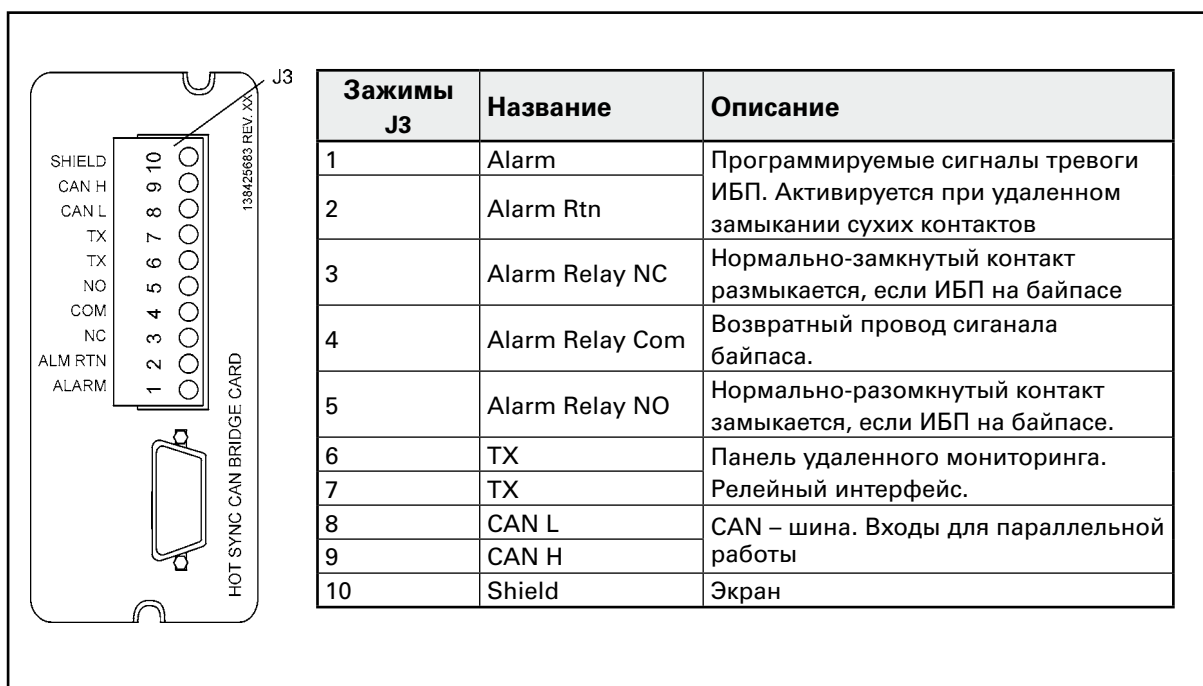 J3
138425683 REV. XX
SHIELD 10
CAN H 9
CAN L 8
TX 7
TX 6
NO 5
COM 4
NC 3
ALM RTN 2
ALARM 1
HOT SYNC CAN BRIDGE CARD
Зажимы J3 Название Описание
1 Alarm Программируемые сигналы тревоги
2 Alarm Rtn ИБП. Активируется при удаленном
замыкании сухих контактов
3 Alarm Relay NC Нормально-замкнутый контакт
размыкается, если ИБП на байпасе
4 Alarm Relay Com Возвратный провод сиганала
байпаса.
5 Alarm Relay NO Нормально-разомкнутый контакт
замыкается, если ИБП на байпасе.
6 TX Панель удаленного мониторинга.
7 TX Релейный интерфейс.
8 CAN L CAN – шина. Входы для параллельной
9 CAN H работы
10 Shield Экран